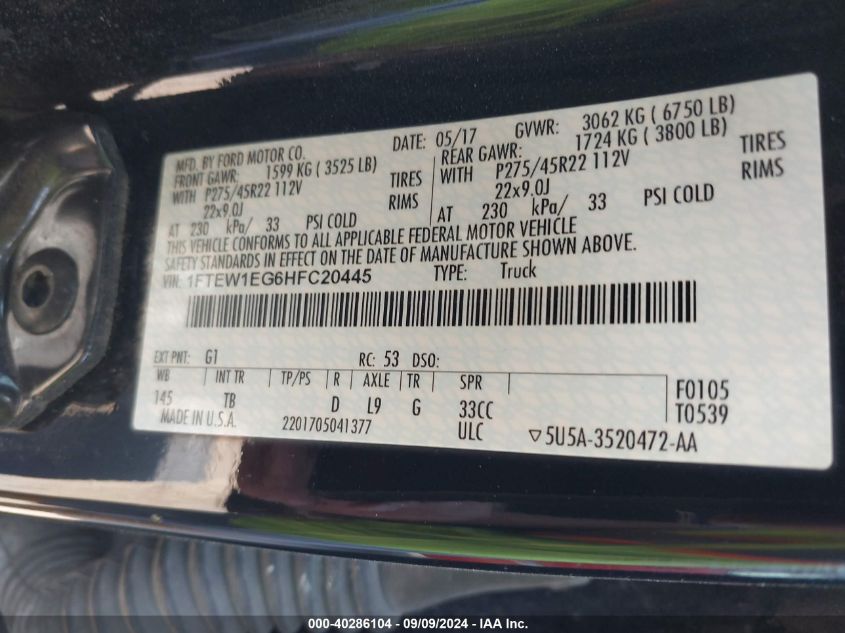 MFD. BY FORD MOTOR CO. DATE: 05/17 GVWR: 3062 KG ( 6750 LB)
FRONT GAWR: 1599 KG ( 3525 LB) REAR GAWR: 1724 KG ( 3800 LB)
WITH P275/45R22 112V TIRES WITH P275/45R22 112V TIRES
22x9.0J RIMS 22x9.0J RIMS
AT 230 kPa/ 33 PSI COLD AT 230 kPa/ 33 PSI COLD
THIS VEHICLE CONFORMS TO ALL APPLICABLE FEDERAL MOTOR VEHICLE
SAFETY STANDARDS IN EFFECT ON THE DATE OF MANUFACTURE SHOWN ABOVE.
VIN: 1FTEW1EG6HFC20445 TYPE: Truck
EXT PNT: G1 RC: 53 DSO:
WB INT TR TP/PS R AXLE TR SPR F0105
145 TB D L9 G 33CC T0539
MADE IN U.S.A. 2201705041377 ULC ▽5U5A-3520472-AA
000-40286104 - 09/09/2024 - IAA Inc.